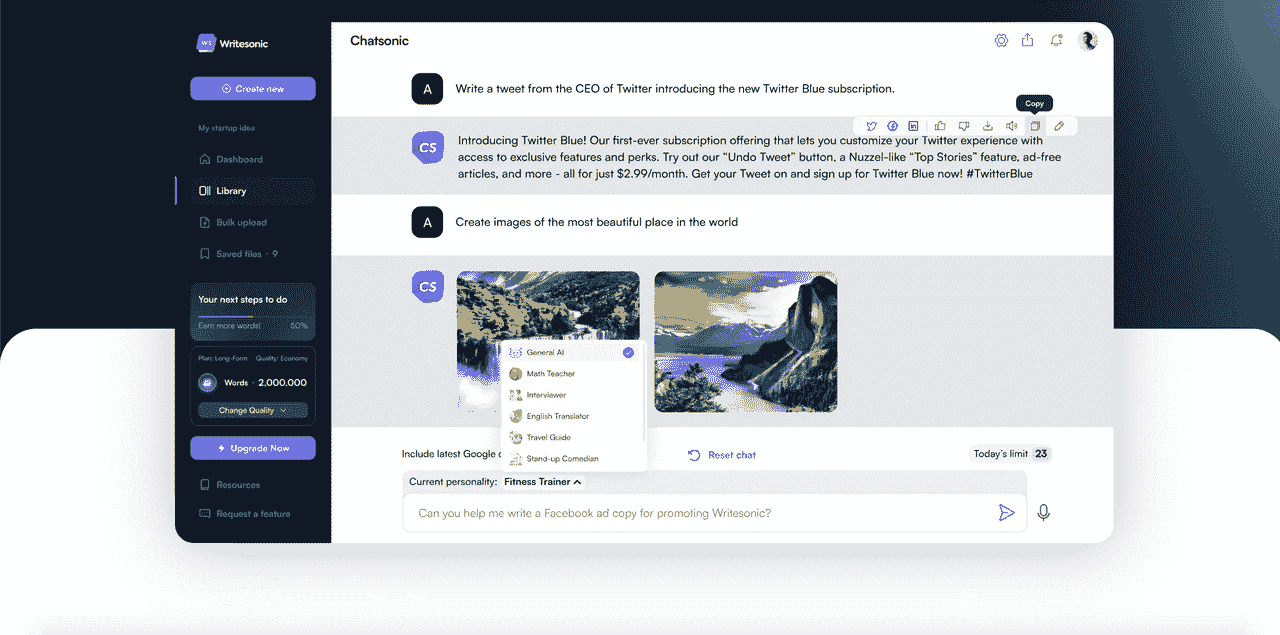 WS Writesonic
Create new
My startup idea
Dashboard
Library
Bulk upload
Saved files · 9
Your next steps to do
Earn more words!
60%
Plan: Long-Form
Quality: Economy
Words · 2,000,000
Change Quality
Upgrade Now
Resources
Request a feature
Chatsonic
A
Write a tweet from the CEO of Twitter introducing the new Twitter Blue subscription.
Copy
CS
Introducing Twitter Blue! Our first-ever subscription offering that lets you customize your Twitter experience with
access to exclusive features and perks. Try out our “Undo Tweet” button, a Nuzzel-like “Top Stories” feature, ad-free
articles, and more - all for just $2.99/month. Get your Tweet on and sign up for Twitter Blue now! #TwitterBlue
A
Create images of the most beautiful place in the world
CS
General AI
Math Teacher
Interviewer
English Translator
Travel Guide
Stand-up Comedian
Include latest Google
Reset chat
Today's limit 23
Current personality: Fitness Trainer
Can you help me write a Facebook ad copy for promoting Writesonic?